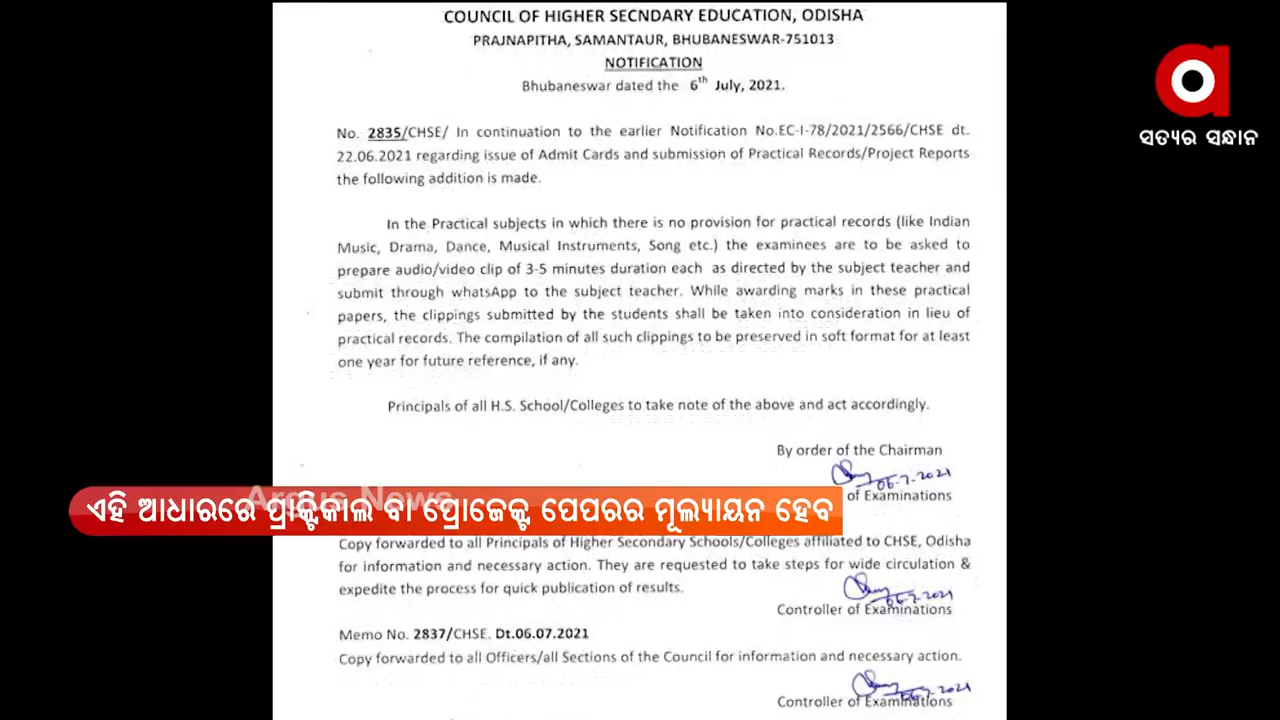 COUNCIL OF HIGHER SECNDARY EDUCATION, ODISHA
PRAJNAPITHA, SAMANTAUR, BHUBANESWAR-751013
NOTIFICATION
Bhubaneswar dated the 6th July, 2021.
ସତ୍ୟର ସନ୍ଧାନ
No. 2835/CHSE/ In continuation to the earlier Notification No.EC-I-78/2021/2566/CHSE dt.
22.06.2021 regarding issue of Admit Cards and submission of Practical Records/Project Reports
the following addition is made.
In the Practical subjects in which there is no provision for practical records (like Indian
Music, Drama, Dance, Musical Instruments, Song etc.) the examinees are to be asked to
prepare audio/video clip of 3-5 minutes duration each as directed by the subject teacher and
submit through whatsApp to the subject teacher. While awarding marks in these practical
papers, the clippings submitted by the students shall be taken into consideration in lieu of
practical records. The compilation of all such clippings to be preserved in soft format for at least
one year for future reference, if any.
Principals of all H.S. School/Colleges to take note of the above and act accordingly.
By order of the Chairman
06.7.2021
of Examinations
Argus News
ଏହି ଆଧାରରେ ପ୍ରାକ୍ଟିକାଲ ବା ପ୍ରୋଜେକ୍ଟ ପେପରର ମୂଲ୍ୟାୟନ ହେବ
Copy forwarded to all Principals of Higher Secondary Schools/Colleges affiliated to CHSE, Odisha
for information and necessary action. They are requested to take steps for wide circulation &
expedite the process for quick publication of results.
06.7.2021
Controller of Examinations
Memo No. 2837/CHSE. Dt.06.07.2021
Copy forwarded to all Officers/all Sections of the Council for information and necessary action.
06.7.2021
Controller of Examinations